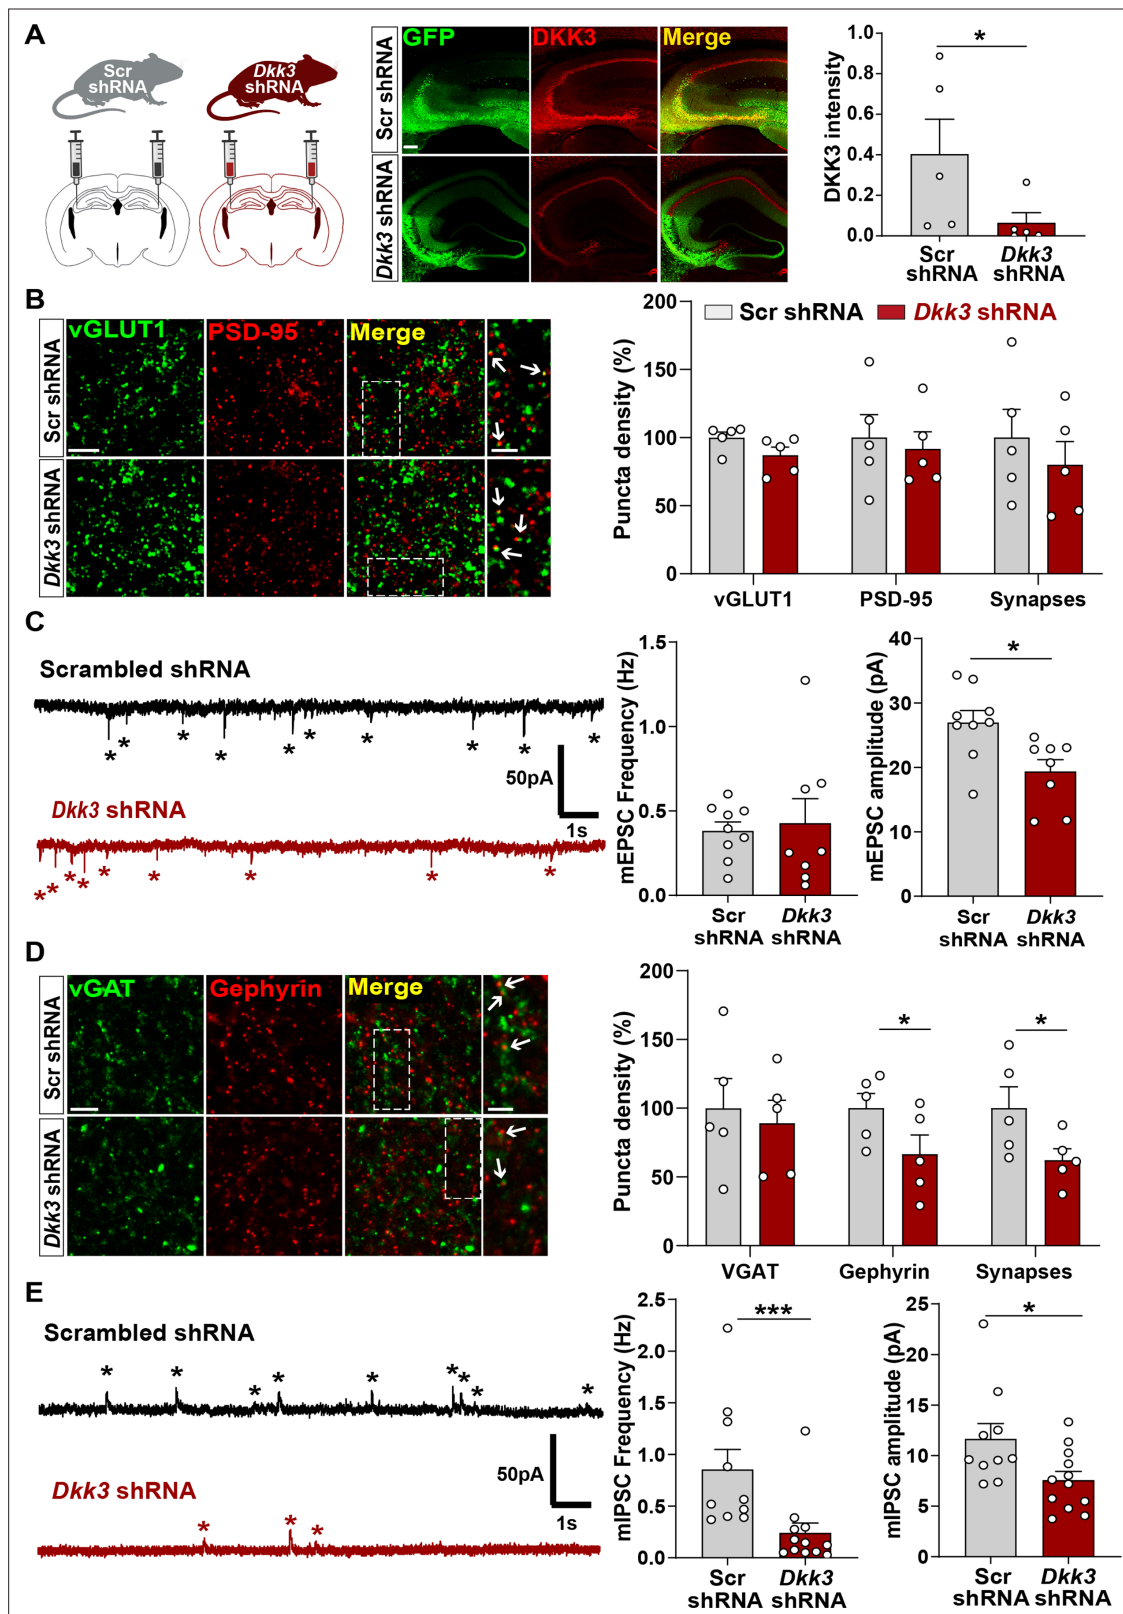 A
Scr
shRNA
Dkk3
shRNA
GFP
DKK3
Merge
Scr shRNA
Dkk3 shRNA
DKK3 intensity
1.0
0.8
0.6
0.4
0.2
0.0
*
Scr
shRNA
Dkk3
shRNA
B
vGLUT1
PSD-95
Merge
Scr shRNA
Dkk3 shRNA
Puncta density (%)
200
150
100
50
0
Scr shRNA
Dkk3 shRNA
vGLUT1
PSD-95
Synapses
C
Scrambled shRNA
* * * * * * * * * *
50pA
1s
Dkk3 shRNA
* * * * * * * * *
mEPSC Frequency (Hz)
1.5
1.0
0.5
0.0
Scr
shRNA
Dkk3
shRNA
mEPSC amplitude (pA)
40
30
20
10
0
*
Scr
shRNA
Dkk3
shRNA
D
vGAT
Gephyrin
Merge
Scr shRNA
Dkk3 shRNA
Puncta density (%)
200
150
100
50
0
*
*
VGAT
Gephyrin
Synapses
E
Scrambled shRNA
* * * * * * * * *
50pA
1s
Dkk3 shRNA
* * *
mIPSC Frequency (Hz)
2.5
2.0
1.5
1.0
0.5
0.0
***
Scr
shRNA
Dkk3
shRNA
mIPSC amplitude (pA)
25
20
15
10
5
0
*
Scr
shRNA
Dkk3
shRNA